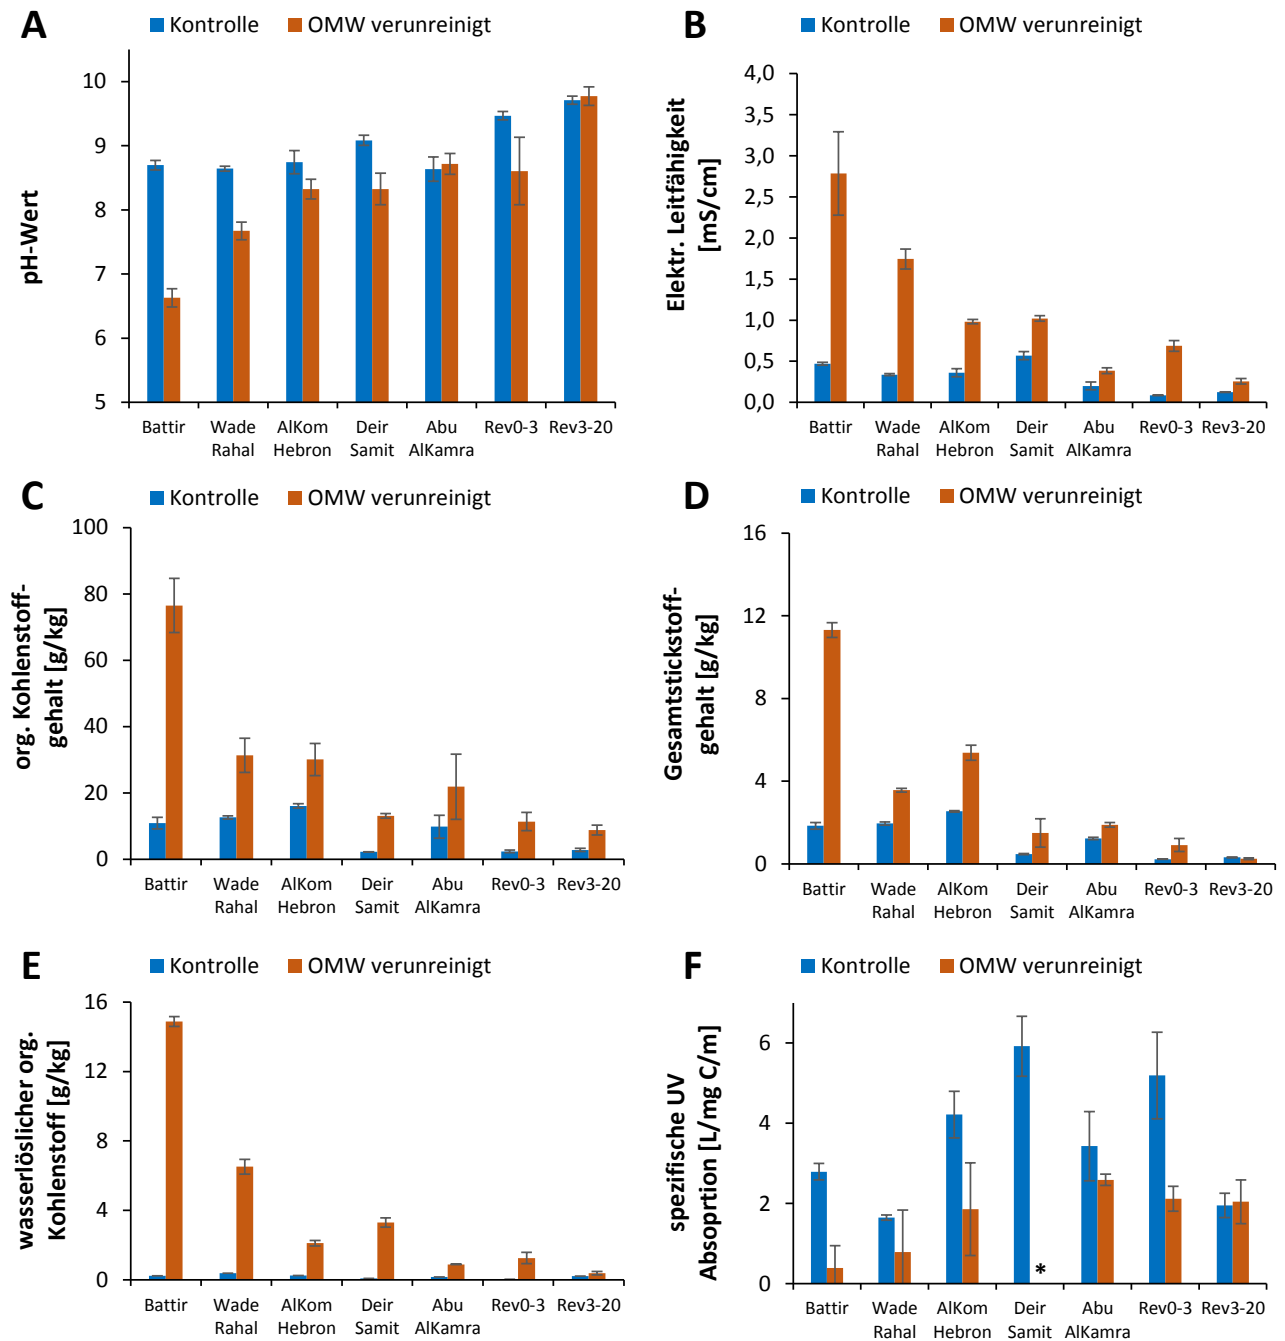 A
Kontrolle OMW verunreinigt
pH-Wert
10
9
8
7
6
5
Battir Wade Rahal AlKom Hebron Deir Samit Abu AlKamra Rev0-3 Rev3-20
B
Kontrolle OMW verunreinigt
Elektr. Leitfähigkeit
[mS/cm]
4,0
3,5
3,0
2,5
2,0
1,5
1,0
0,5
0,0
Battir Wade Rahal AlKom Hebron Deir Samit Abu AlKamra Rev0-3 Rev3-20
C
Kontrolle OMW verunreinigt
org. Kohlenstoff-
gehalt [g/kg]
100
80
60
40
20
0
Battir Wade Rahal AlKom Hebron Deir Samit Abu AlKamra Rev0-3 Rev3-20
D
Kontrolle OMW verunreinigt
Gesamtstickstoff-
gehalt [g/kg]
16
12
8
4
0
Battir Wade Rahal AlKom Hebron Deir Samit Abu AlKamra Rev0-3 Rev3-20
E
Kontrolle OMW verunreinigt
wasserlöslicher org.
Kohlenstoff [g/kg]
16
12
8
4
0
Battir Wade Rahal AlKom Hebron Deir Samit Abu AlKamra Rev0-3 Rev3-20
F
Kontrolle OMW verunreinigt
spezifische UV
Absoprtion [L/mg C/m]
6
4
2
0
*
Battir Wade Rahal AlKom Hebron Deir Samit Abu AlKamra Rev0-3 Rev3-20